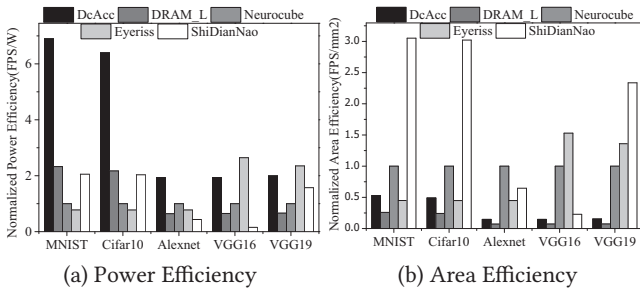 (a)
DcAcc DRAM_L Neurocube
Eyeriss ShiDianNao
Normalized Power Efficiency(FPS/W)
6
4
2
0
MNIST Cifar10 Alexnet VGG16 VGG19
(a) Power Efficiency
(b)
DcAcc DRAM_L Neurocube
Eyeriss ShiDianNao
Normalized Area Efficiency(FPS/mm2)
3.0
2.5
2.0
1.5
1.0
0.5
0.0
MNIST Cifar10 Alexnet VGG16 VGG19
(b) Area Efficiency